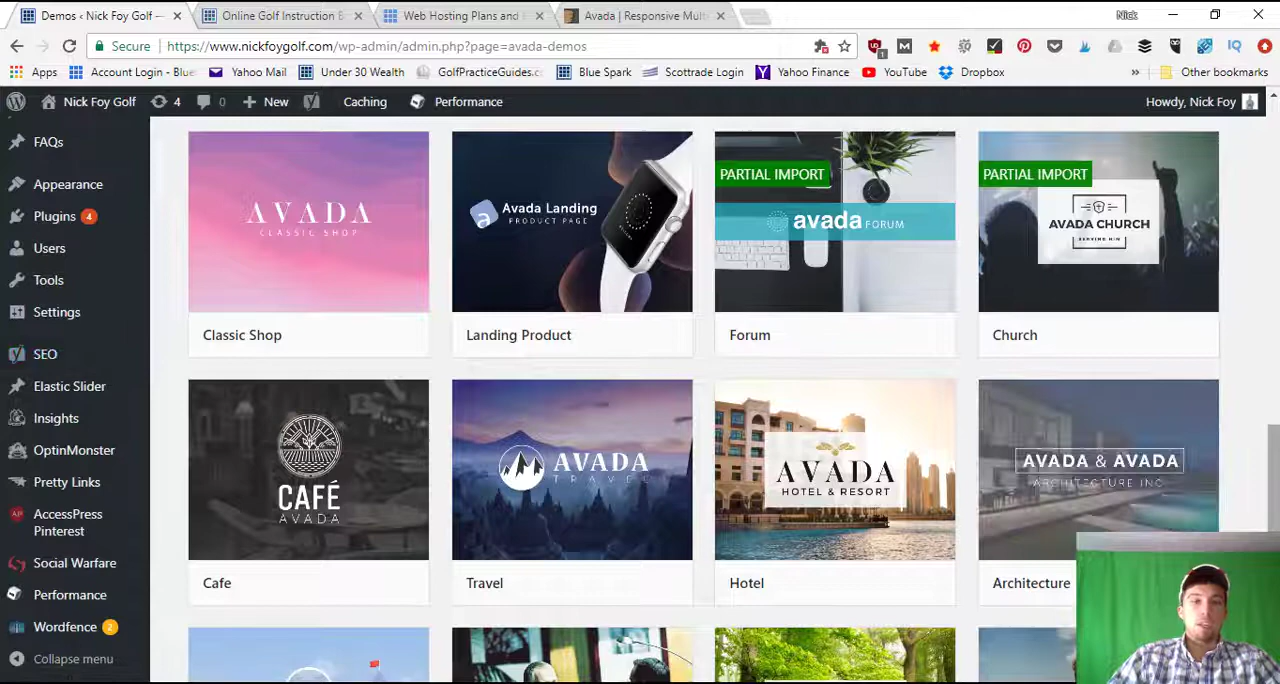 Demos ‹ Nick Foy Golf —
Online Golf Instruction B
Web Hosting Plans and
Avada | Responsive Mult
Nick
Secure
https://www.nickfoygolf.com/wp-admin/admin.php?page=avada-demos
1
Apps
Account Login - Blue
Yahoo Mail
Under 30 Wealth
GolfPracticeGuides.c
Blue Spark
Scottrade Login
Yahoo Finance
YouTube
Dropbox
»
Other bookmarks
Nick Foy Golf
4
0
New
Caching
Performance
Howdy, Nick Foy
FAQs
Appearance
Plugins 4
Users
Tools
Settings
SEO
Elastic Slider
Insights
OptinMonster
Pretty Links
AccessPress
Pinterest
Social Warfare
Performance
Wordfence 2
Collapse menu
AVADA
CLASSIC SHOP
Classic Shop
Avada Landing
PRODUCT PAGE
Landing Product
PARTIAL IMPORT
avada FORUM
Forum
PARTIAL IMPORT
AVADA CHURCH
SERVING HIM
Church
CAFÉ
AVADA
Cafe
AVADA
TRAVEL
Travel
AVADA
HOTEL & RESORT
Hotel
AVADA & AVADA
ARCHITECTURE INC
Architecture